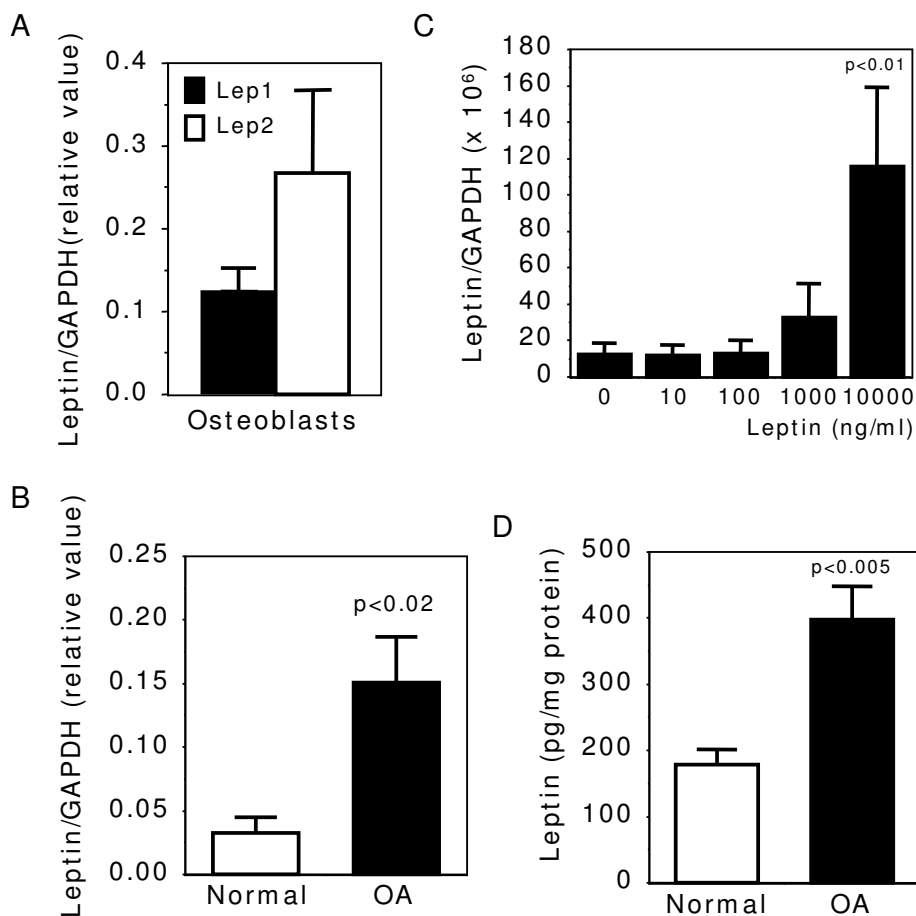 A
Leptin/GAPDH(relative value)
0.4
0.3
0.2
0.1
0.0
Lep1
Lep2
Osteoblasts
C
Leptin/GAPDH (x 10⁶)
180
160
140
120
100
80
60
40
20
0
p<0.01
0 10 100 1000 10000
Leptin (ng/ml)
B
Leptin/GAPDH (relative value)
0.25
0.20
0.15
0.10
0.05
0.00
p<0.02
Normal OA
D
Leptin (pg/mg protein)
500
400
300
200
100
0
p<0.005
Normal OA